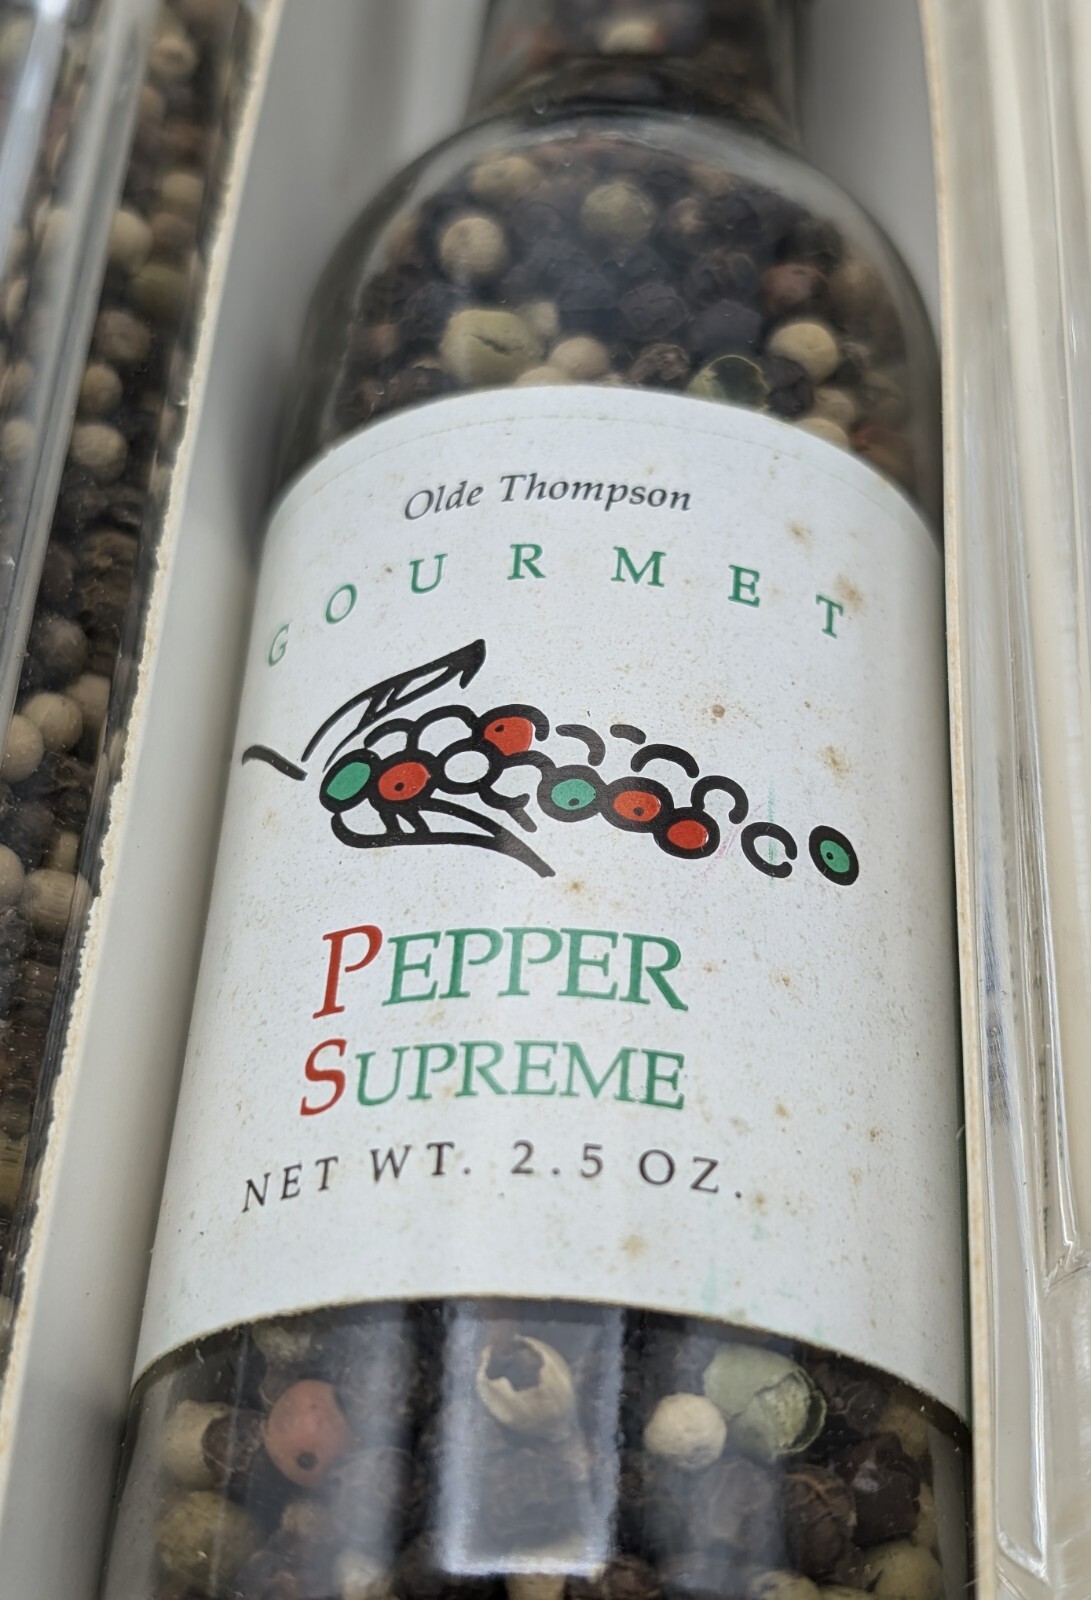 Olde Thompson
GOURMET
PEPPER
SUPREME
NET WT. 2.5 OZ.